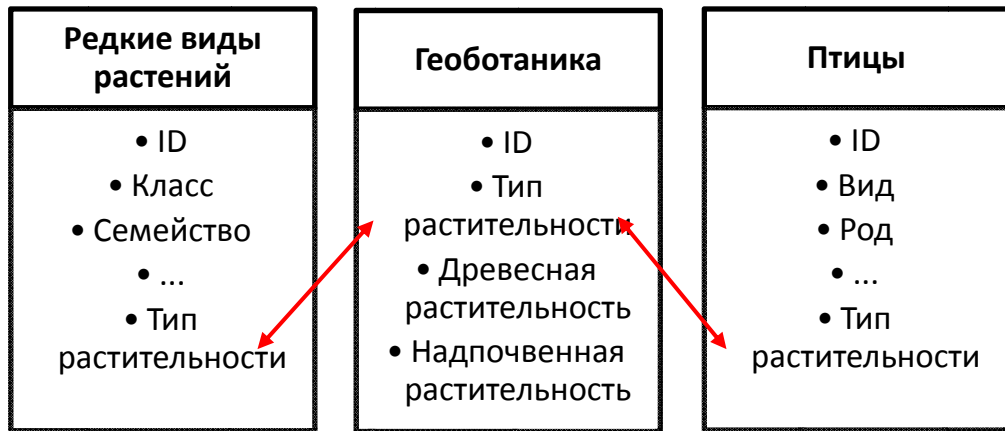 Редкие виды
растений
• ID
• Класс
• Семейство
• ...
• Тип
растительности
Геоботаника
• ID
• Тип
растительности
• Древесная
растительность
• Надпочвенная
растительность
Птицы
• ID
• Вид
• Род
• ...
• Тип
растительности